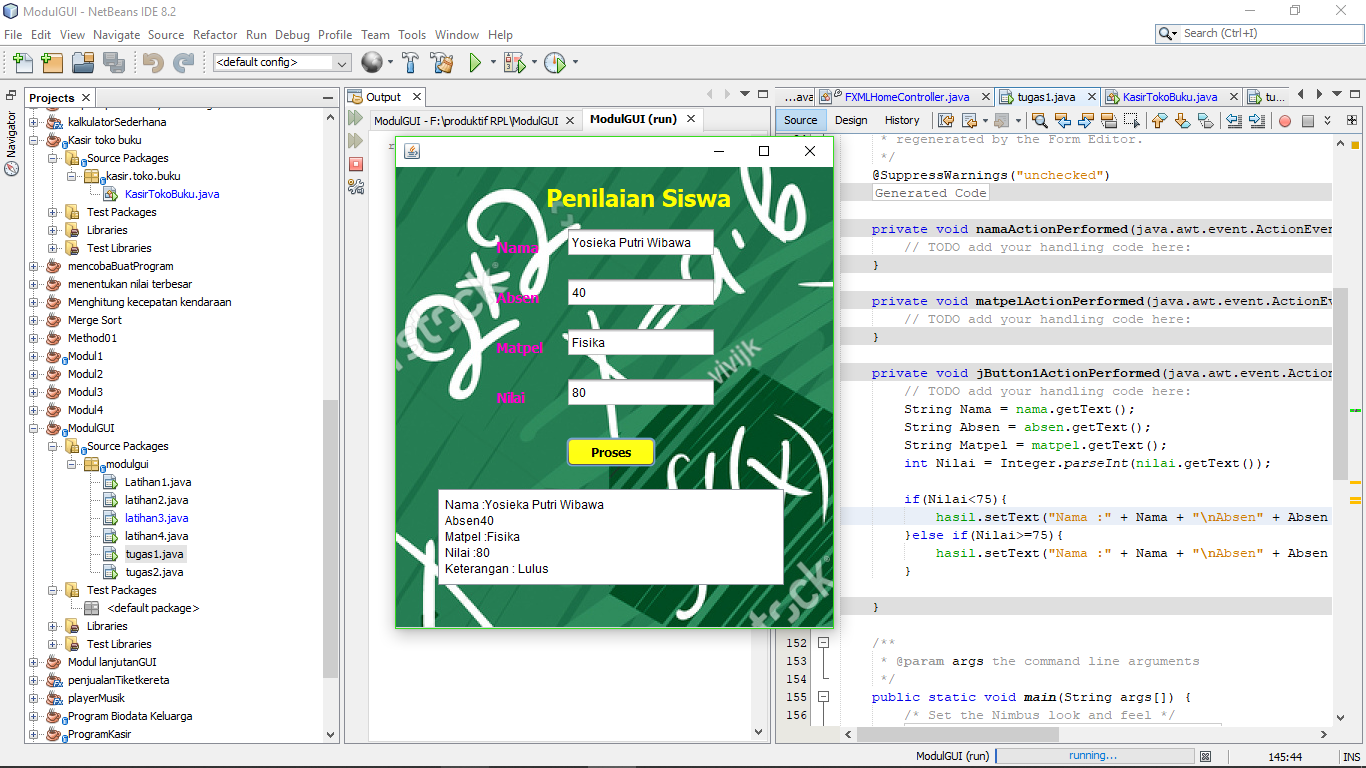 ModulGUI - NetBeans IDE 8.2
File Edit View Navigate Source Refactor Run Debug Profile Team Tools Window Help
Search (Ctrl+I)
<default config>
Navigator
Projects
kalkulatorSederhana
Kasir toko buku
Source Packages
kasir.toko.buku
KasirTokoBuku.java
Test Packages
Libraries
Test Libraries
mencobaBuatProgram
menentukan nilai terbesar
Menghitung kecepatan kendaraan
Merge Sort
Method01
Modul1
Modul2
Modul3
Modul4
ModulGUI
Source Packages
modulgui
Latihan1.java
latihan2.java
latihan3.java
latihan4.java
tugas1.java
tugas2.java
Test Packages
<default package>
Libraries
Test Libraries
Modul lanjutanGUI
penjualanTiketkereta
playerMusik
Program Biodata Keluarga
ProgramKasir
Output
ModulGUI - F:\produktif RPL\ModulGUI
ModulGUI (run)
Penilaian Siswa
Nama
Yosieka Putri Wibawa
Absen
40
Matpel
Fisika
Nilai
80
Proses
Nama :Yosieka Putri Wibawa
Absen40
Matpel :Fisika
Nilai :80
Keterangan : Lulus
vivijk
...ava FXMLHomeController.java tugas1.java KasirTokoBuku.java tu...
Source Design History
* regenerated by the Form Editor.
*/
@SuppressWarnings("unchecked")
Generated Code
private void namaActionPerformed(java.awt.event.ActionEve
// TODO add your handling code here:
}
private void matpelActionPerformed(java.awt.event.ActionEv
// TODO add your handling code here:
}
private void jButton1ActionPerformed(java.awt.event.Action
// TODO add your handling code here:
String Nama = nama.getText();
String Absen = absen.getText();
String Matpel = matpel.getText();
int Nilai = Integer.parseInt(nilai.getText());
if(Nilai<75){
hasil.setText("Nama :" + Nama + "\nAbsen" + Absen
}else if(Nilai>=75){
hasil.setText("Nama :" + Nama + "\nAbsen" + Absen
}
}
152 /**
153 * @param args the command line arguments
154 */
155 public static void main(String args[]) {
156 /* Set the Nimbus look and feel */
ModulGUI (run) running... 145:44 INS